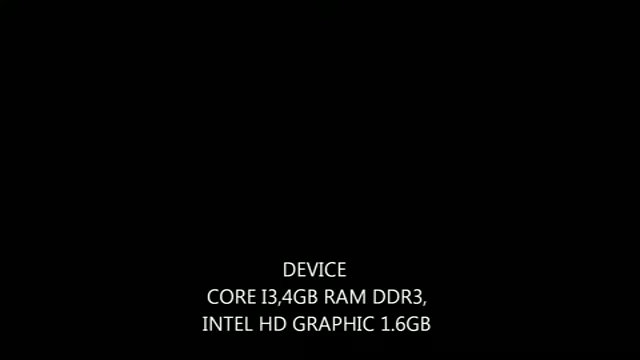 DEVICE
CORE I3,4GB RAM DDR3,
INTEL HD GRAPHIC 1.6GB